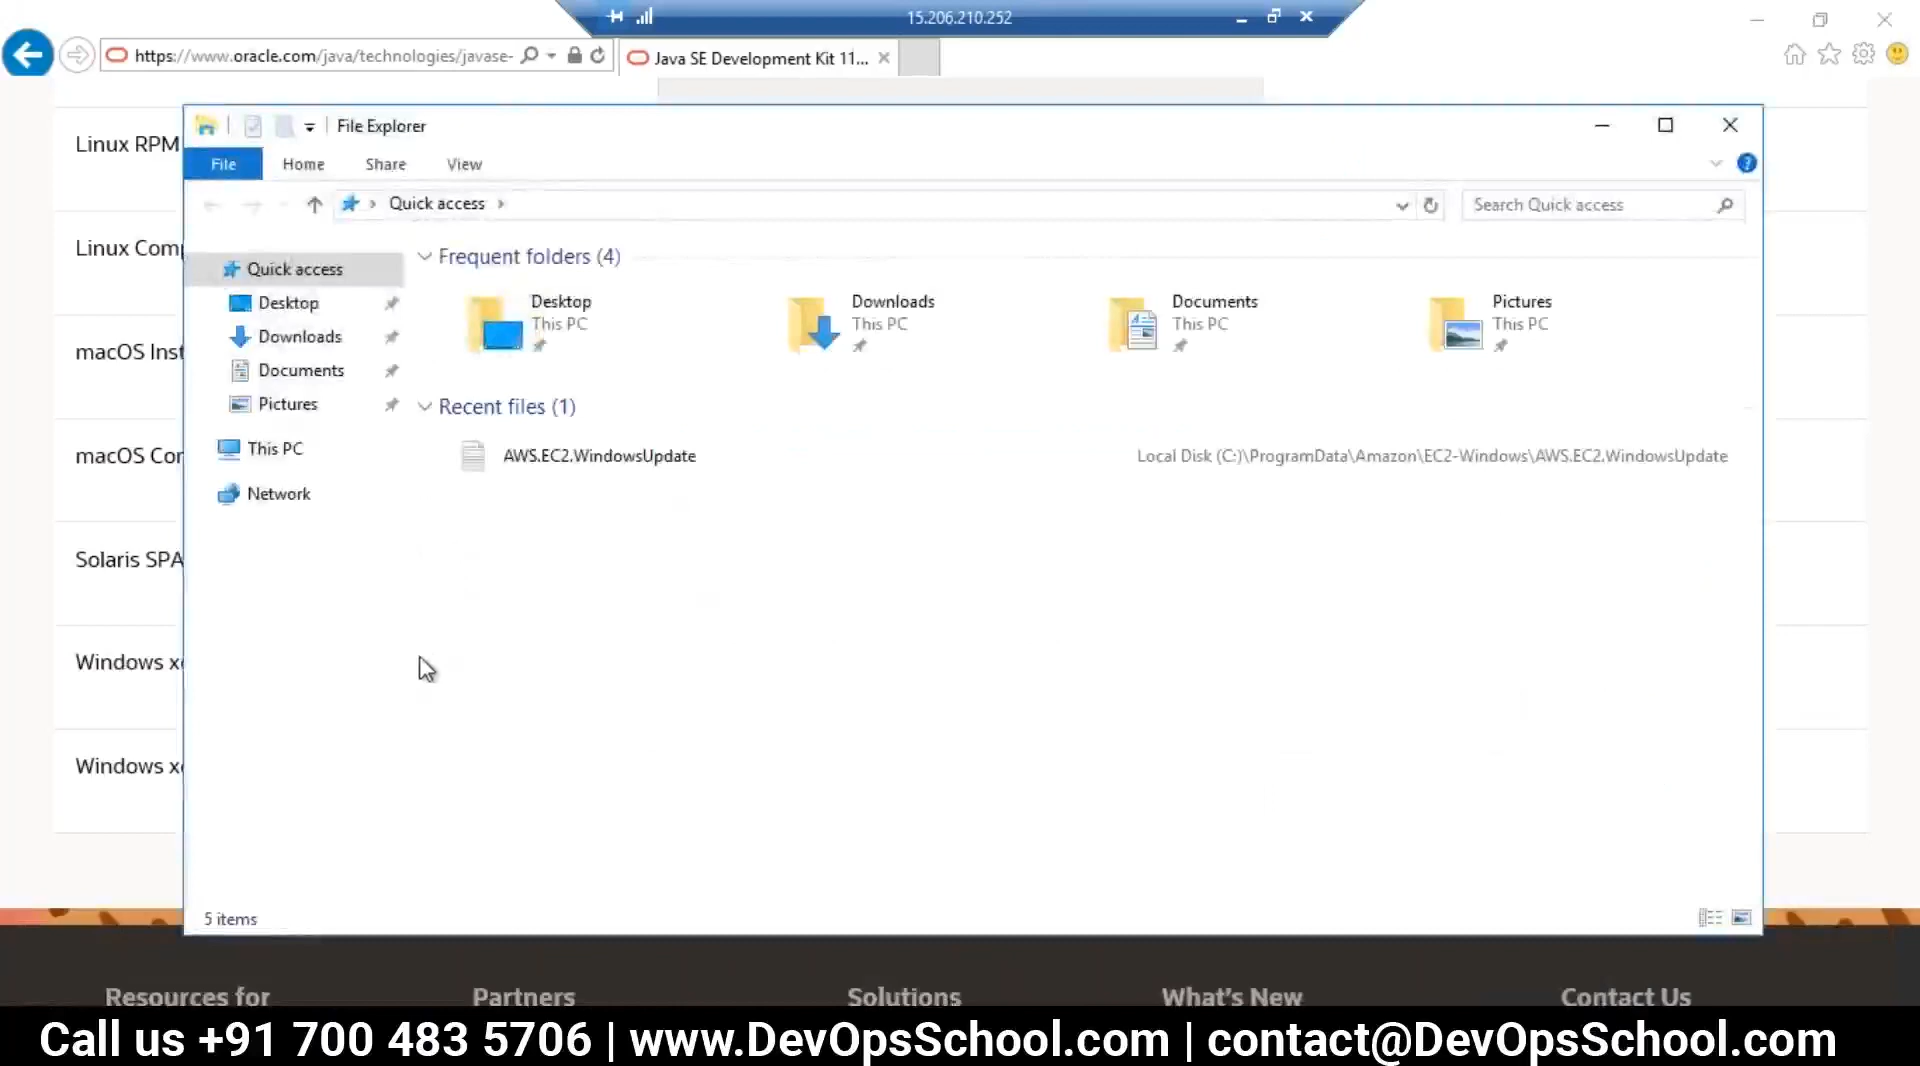 15.206.210.252
https://www.oracle.com/java/technologies/javase-
Java SE Development Kit 11...
File Explorer
File Home Share View
Quick access
Search Quick access
Quick access
Desktop
Downloads
Documents
Pictures
This PC
Network
Frequent folders (4)
Desktop
This PC
Downloads
This PC
Documents
This PC
Pictures
This PC
Recent files (1)
AWS.EC2.WindowsUpdate
Local Disk (C:)\ProgramData\Amazon\EC2-Windows\AWS.EC2.WindowsUpdate
5 items
Linux RPM
Linux Com
macOS Inst
macOS Cor
Solaris SPA
Windows x
Windows x
Resources for
Partners
Solutions
What's New
Contact Us
Call us +91 700 483 5706 | www.DevOpsSchool.com | contact@DevOpsSchool.com